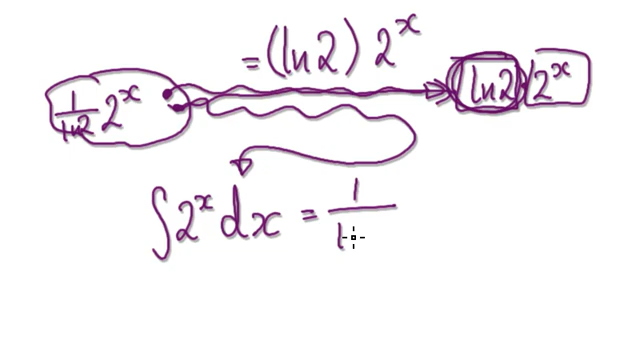 = (ln2) 2^x
1/ln2 2^x
(ln2) 2^x
∫2^x dx = 1/l